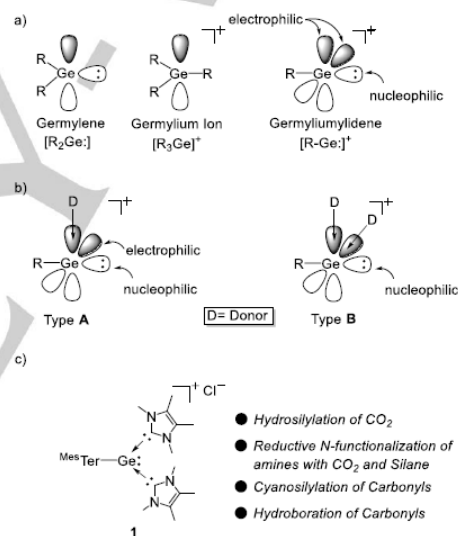 a)
electrophilic
R
R
Ge
:
Germylene
[R2Ge:]
R
R
Ge
R
+
Germylium Ion
[R3Ge]+
R
Ge
:
+
nucleophilic
Germyliumylidene
[R-Ge:]+
b)
D
+
R
Ge
:
electrophilic
nucleophilic
Type A
D= Donor
D
D
+
R
Ge
:
nucleophilic
Type B
c)
+ Cl−
N
N
MesTer
Ge:
N
N
1
● Hydrosilylation of CO2
● Reductive N-functionalization of
amines with CO2 and Silane
● Cyanosilylation of Carbonyls
● Hydroboration of Carbonyls